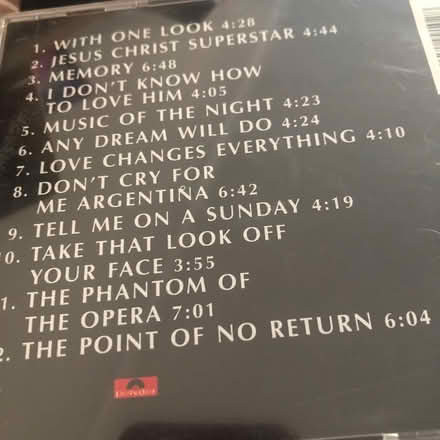 1. WITH ONE LOOK 4:28
2. JESUS CHRIST SUPERSTAR 4:44
3. MEMORY 6:48
4. I DON'T KNOW HOW
TO LOVE HIM 4:05
5. MUSIC OF THE NIGHT 4:23
6. ANY DREAM WILL DO 4:24
7. LOVE CHANGES EVERYTHING 4:10
8. DON'T CRY FOR
ME ARGENTINA 6:42
9. TELL ME ON A SUNDAY 4:19
10. TAKE THAT LOOK OFF
YOUR FACE 3:55
1. THE PHANTOM OF
THE OPERA 7:01
2. THE POINT OF NO RETURN 6:04
Polydor